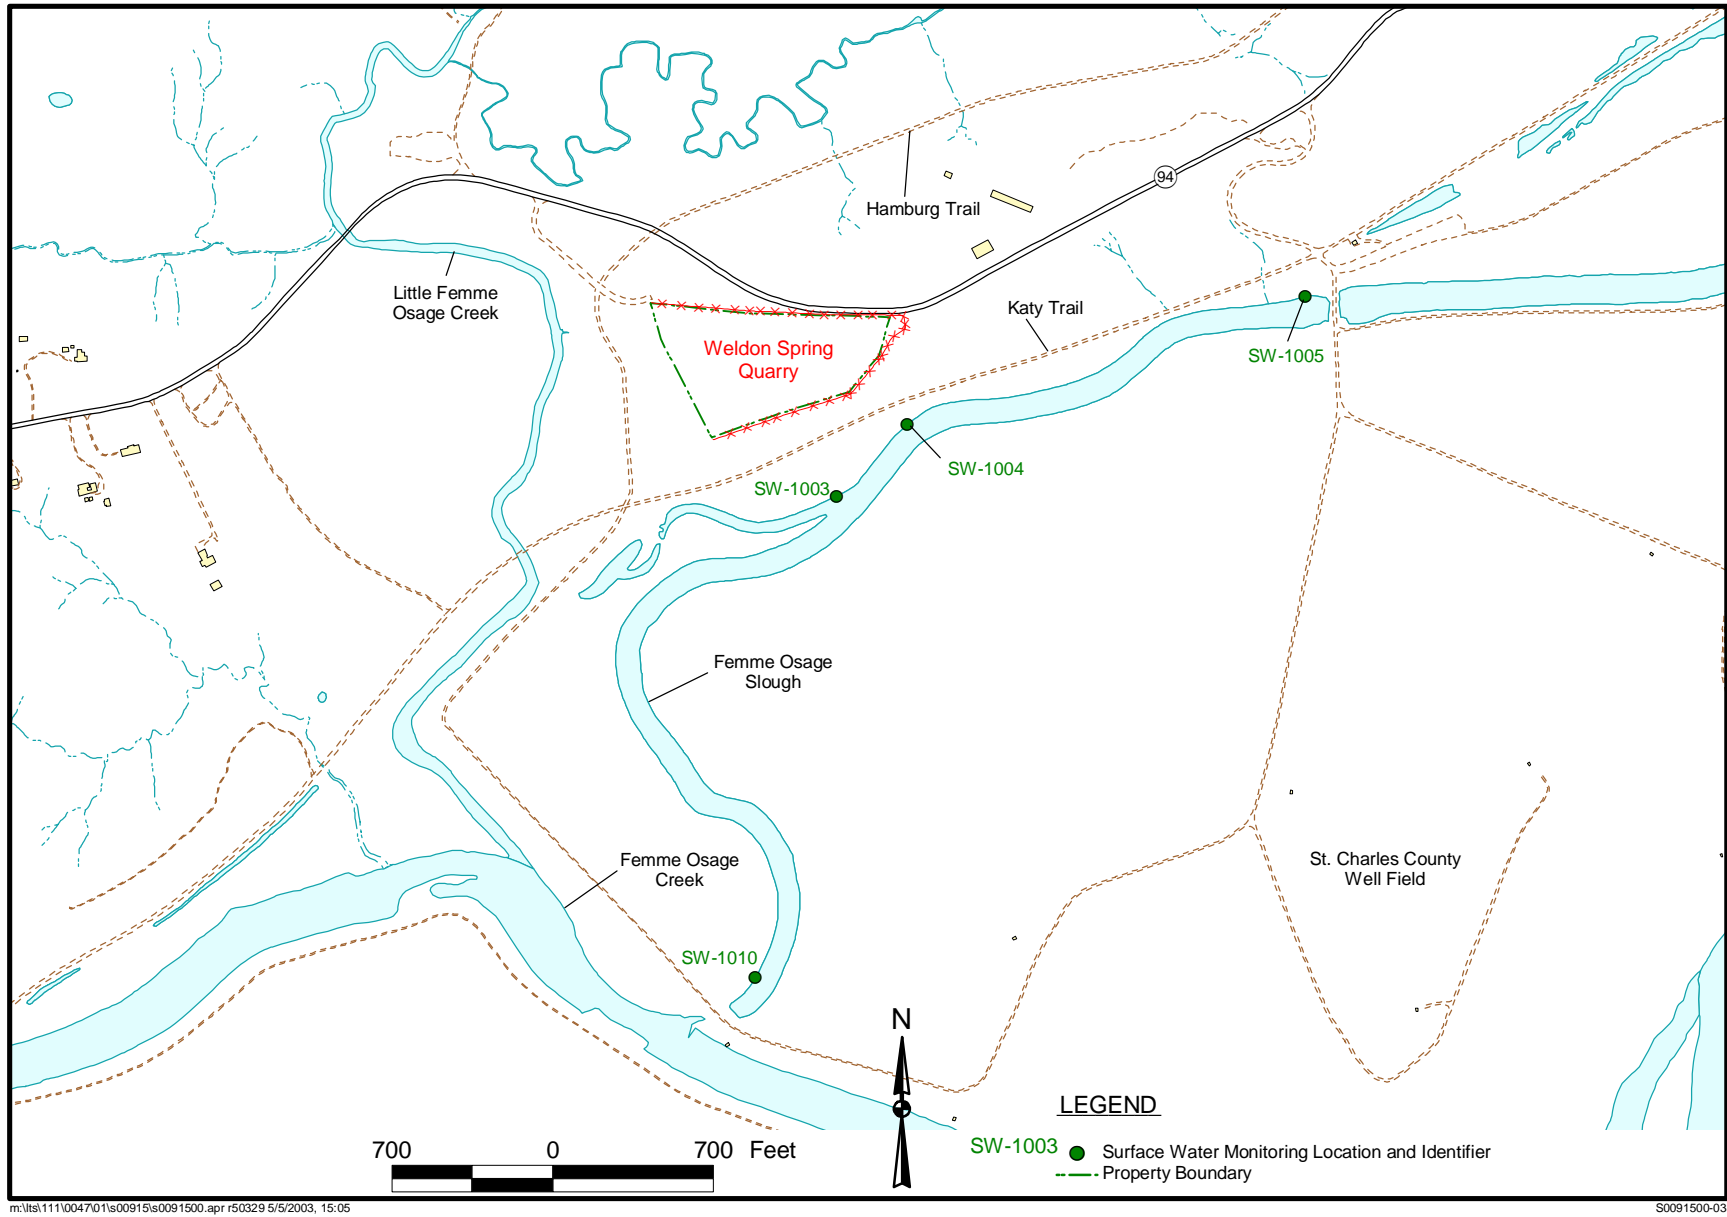 94
Hamburg Trail
Little Femme
Osage Creek
Katy Trail
Weldon Spring
Quarry
SW-1005
SW-1004
SW-1003
Femme Osage
Slough
Femme Osage
Creek
St. Charles County
Well Field
SW-1010
N
LEGEND
SW-1003 Surface Water Monitoring Location and Identifier
Property Boundary
700 0 700 Feet
m:\lts\111\0047\01\s00915\s0091500.apr r50329 5/5/2003, 15:05
S0091500-03